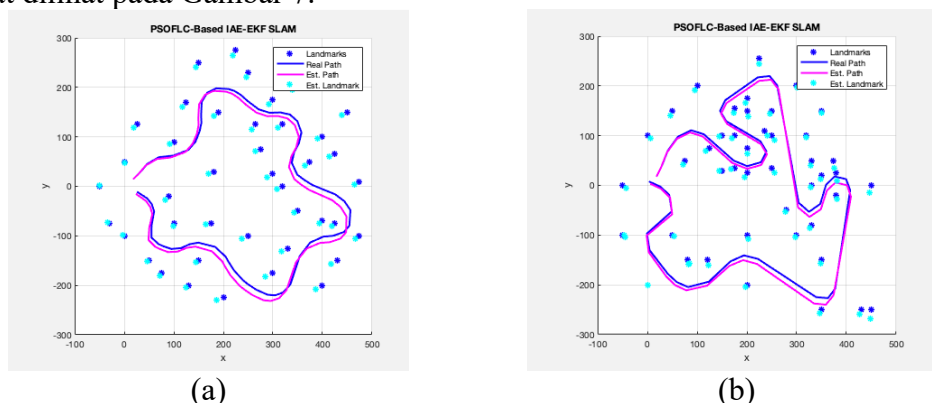 at dilihat pada Gambar 7.
PSOFLC-Based IAE-EKF SLAM
Landmarks
Real Path
Est. Path
Est. Landmark
300
200
100
0
-100
-200
-300
y
-100
0
100
200
300
400
500
x
(a)
PSOFLC-Based IAE-EKF SLAM
Landmarks
Real Path
Est. Path
Est. Landmark
300
200
100
0
-100
-200
-300
y
-100
0
100
200
300
400
500
x
(b)